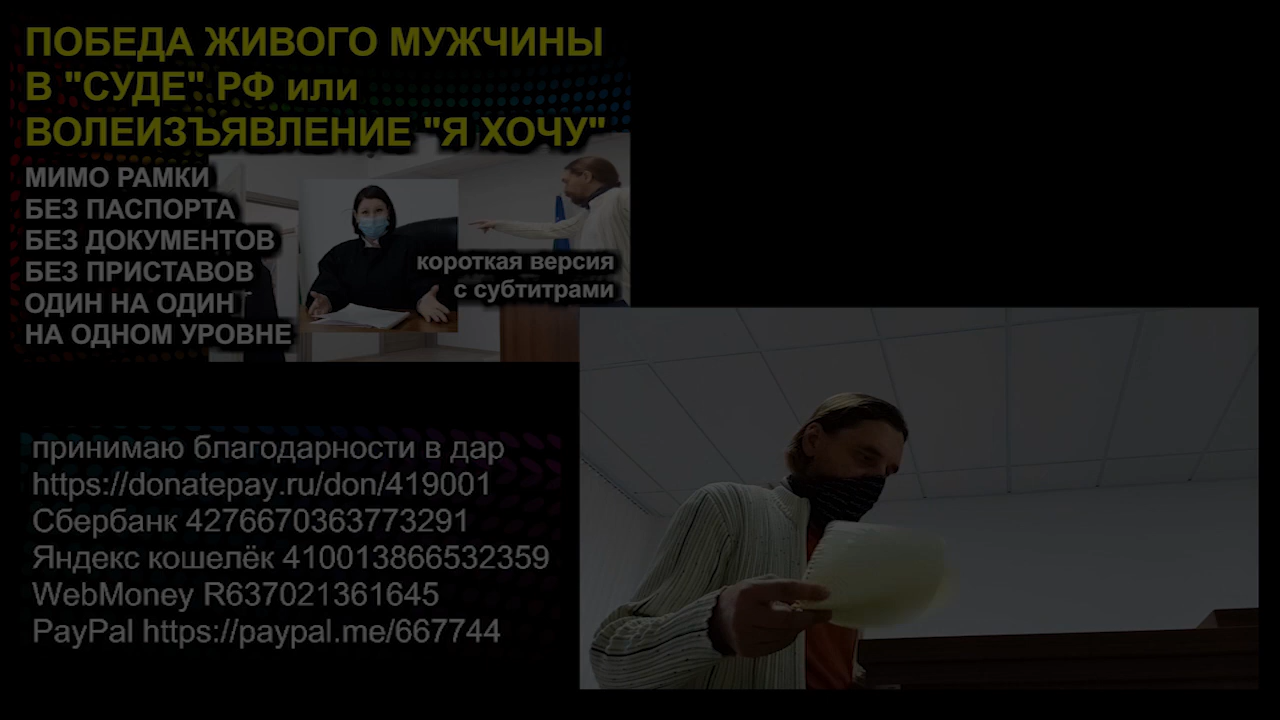 ПОБЕДА ЖИВОГО МУЖЧИНЫ
В "СУДЕ" РФ или
ВОЛЕИЗЪЯВЛЕНИЕ "Я ХОЧУ"
МИМО РАМКИ
БЕЗ ПАСПОРТА
БЕЗ ДОКУМЕНТОВ
БЕЗ ПРИСТАВОВ
ОДИН НА ОДИН
НА ОДНОМ УРОВНЕ
короткая версия
с субтитрами
принимаю благодарности в дар
https://donatepay.ru/don/419001
Сбербанк 4276670363773291
Яндекс кошелёк 410013866532359
WebMoney R637021361645
PayPal https://paypal.me/667744